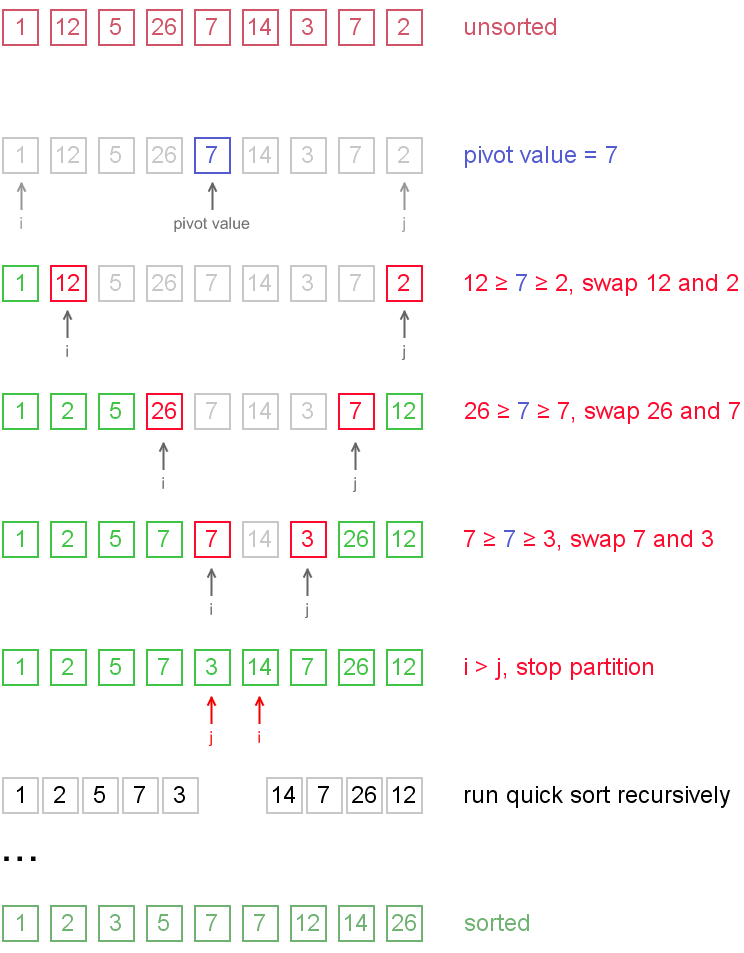 1 12 5 26 7 14 3 7 2 unsorted
1 12 5 26 7 14 3 7 2 pivot value = 7
i pivot value j
1 12 5 26 7 14 3 7 2 12 ≥ 7 ≥ 2, swap 12 and 2
i j
1 2 5 26 7 14 3 7 12 26 ≥ 7 ≥ 7, swap 26 and 7
i j
1 2 5 7 7 14 3 26 12 7 ≥ 7 ≥ 3, swap 7 and 3
i j
1 2 5 7 3 14 7 26 12 i > j, stop partition
j i
1 2 5 7 3 14 7 26 12 run quick sort recursively
...
1 2 3 5 7 7 12 14 26 sorted